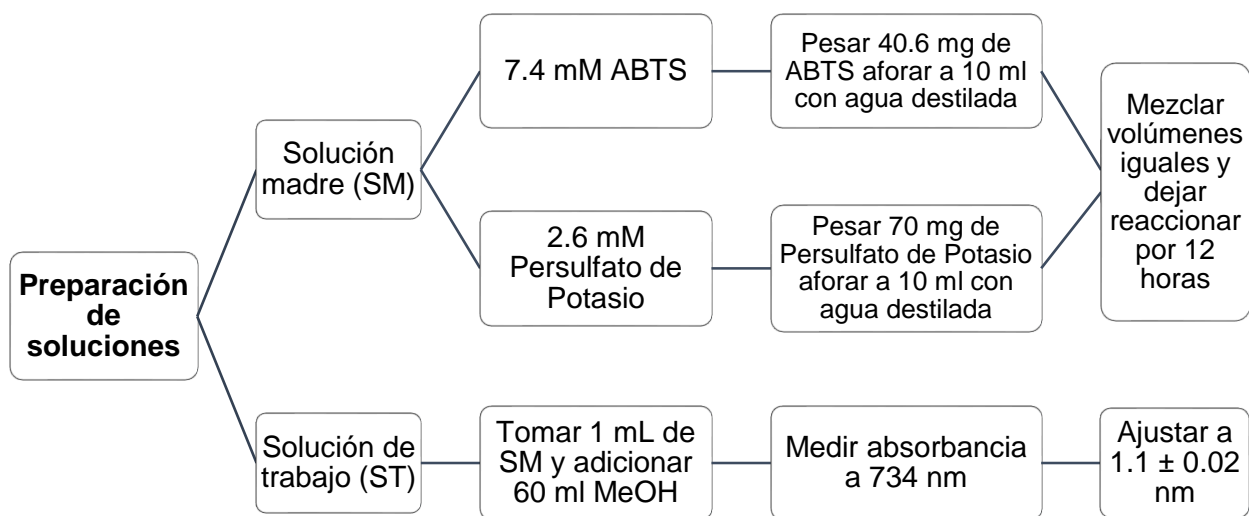 Preparación
de
soluciones
Solución
madre (SM)
7.4 mM ABTS
Pesar 40.6 mg de
ABTS aforar a 10 ml
con agua destilada
2.6 mM
Persulfato de
Potasio
Pesar 70 mg de
Persulfato de Potasio
aforar a 10 ml con
agua destilada
Mezclar
volúmenes
iguales y
dejar
reaccionar
por 12
horas
Solución de
trabajo (ST)
Tomar 1 mL de
SM y adicionar
60 ml MeOH
Medir absorbancia
a 734 nm
Ajustar a
1.1 ± 0.02
nm